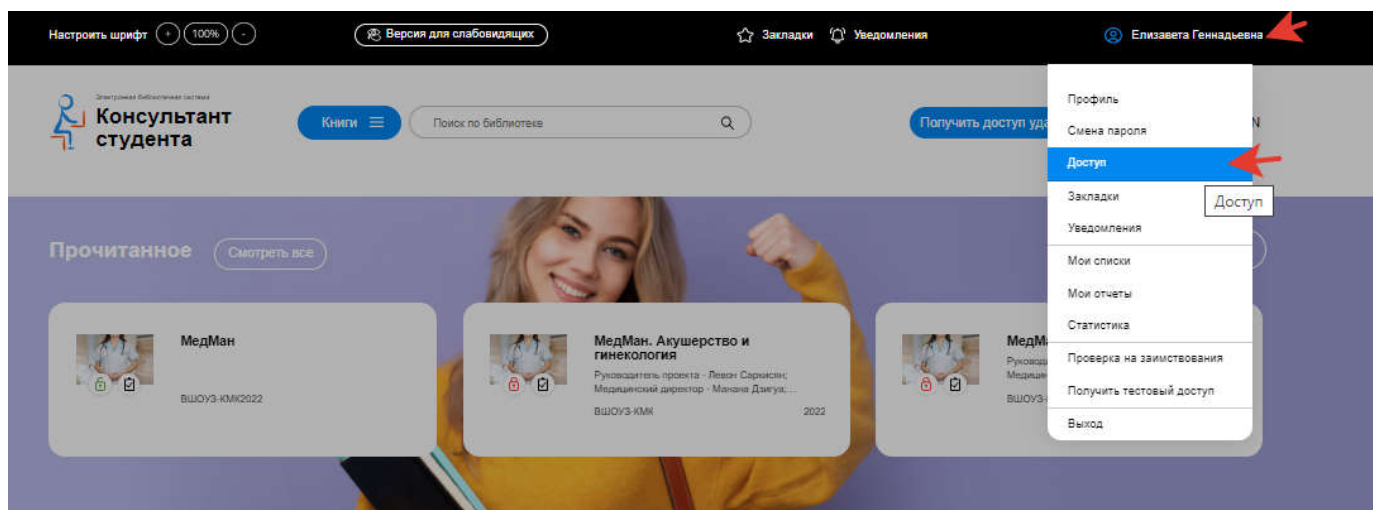 Настроить шрифт + 100% -
Версия для слабовидящих
Закладки
Уведомления
Елизавета Геннадьевна
Электронная библиотечная система
Консультант
студента
Книги
Поиск по библиотеке
Получить доступ уда
N
Профиль
Смена пароля
Доступ
Закладки
Доступ
Уведомления
Мои списки
Мои отчеты
Статистика
Проверка на заимствования
Получить тестовый доступ
Выход
Прочитанное
Смотреть все
МедМан
ВШОУЗ-КМК2022
МедМан. Акушерство и
гинекология
Руководитель проекта - Левон Саркисян;
Медицинский директор - Манана Дзигуа;...
ВШОУЗ-КМК 2022
МедМ
Руковод
Медицин
ВШОУЗ-